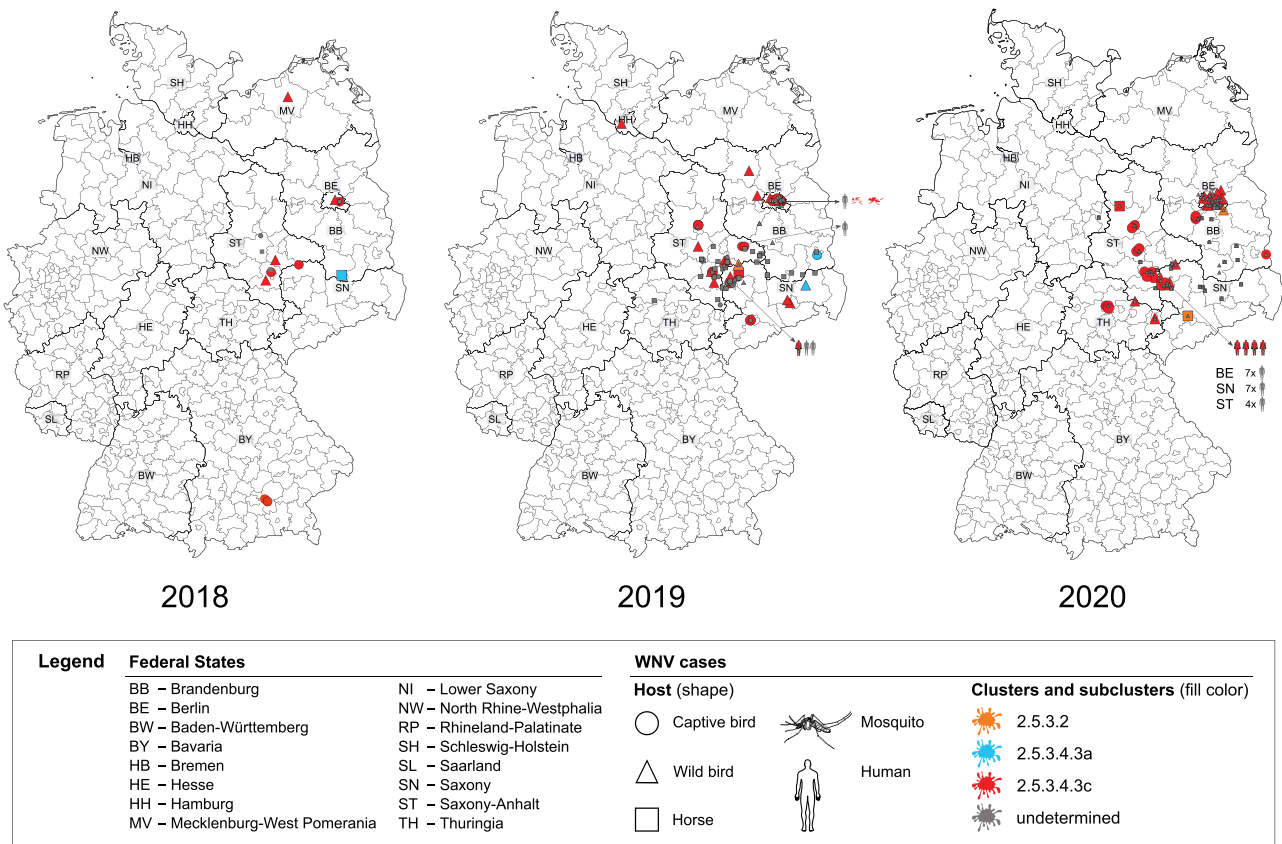 SH
MV
HH
HB
NI
BE
BB
ST
NW
SN
HE
TH
RP
SL
BY
BW
2018
SH
HH
MV
HB
NI
BE
BB
ST
NW
SN
HE
TH
RP
SL
BY
BW
2019
SH
MV
HH
HB
NI
BE
BB
ST
NW
SN
HE
TH
RP
SL
BY
BW
BE 7x
SN 7x
ST 4x
2020
Legend
Federal States
BB – Brandenburg
BE – Berlin
BW – Baden-Württemberg
BY – Bavaria
HB – Bremen
HE – Hesse
HH – Hamburg
MV – Mecklenburg-West Pomerania
NI – Lower Saxony
NW – North Rhine-Westphalia
RP – Rhineland-Palatinate
SH – Schleswig-Holstein
SL – Saarland
SN – Saxony
ST – Saxony-Anhalt
TH – Thuringia
WNV cases
Host (shape)
Captive bird
Wild bird
Horse
Mosquito
Human
Clusters and subclusters (fill color)
2.5.3.2
2.5.3.4.3a
2.5.3.4.3c
undetermined